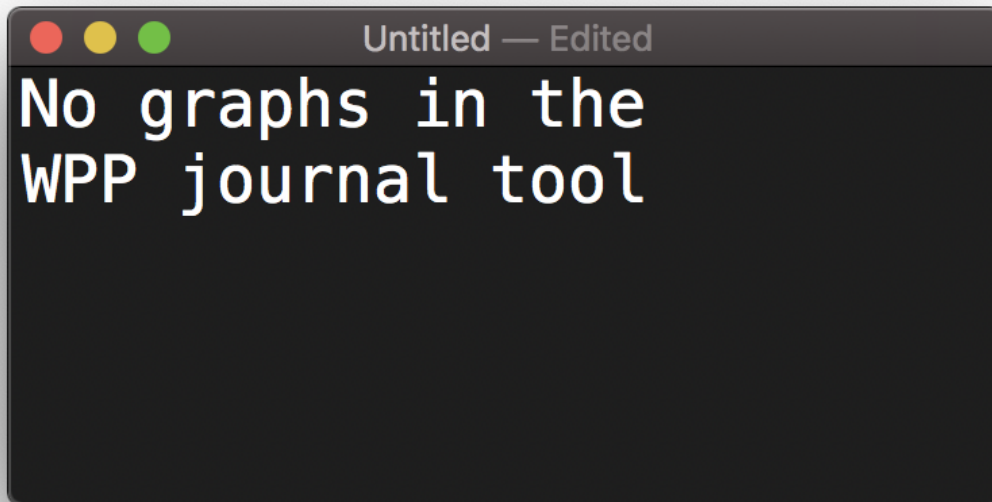 Untitled — Edited
No graphs in the
WPP journal tool